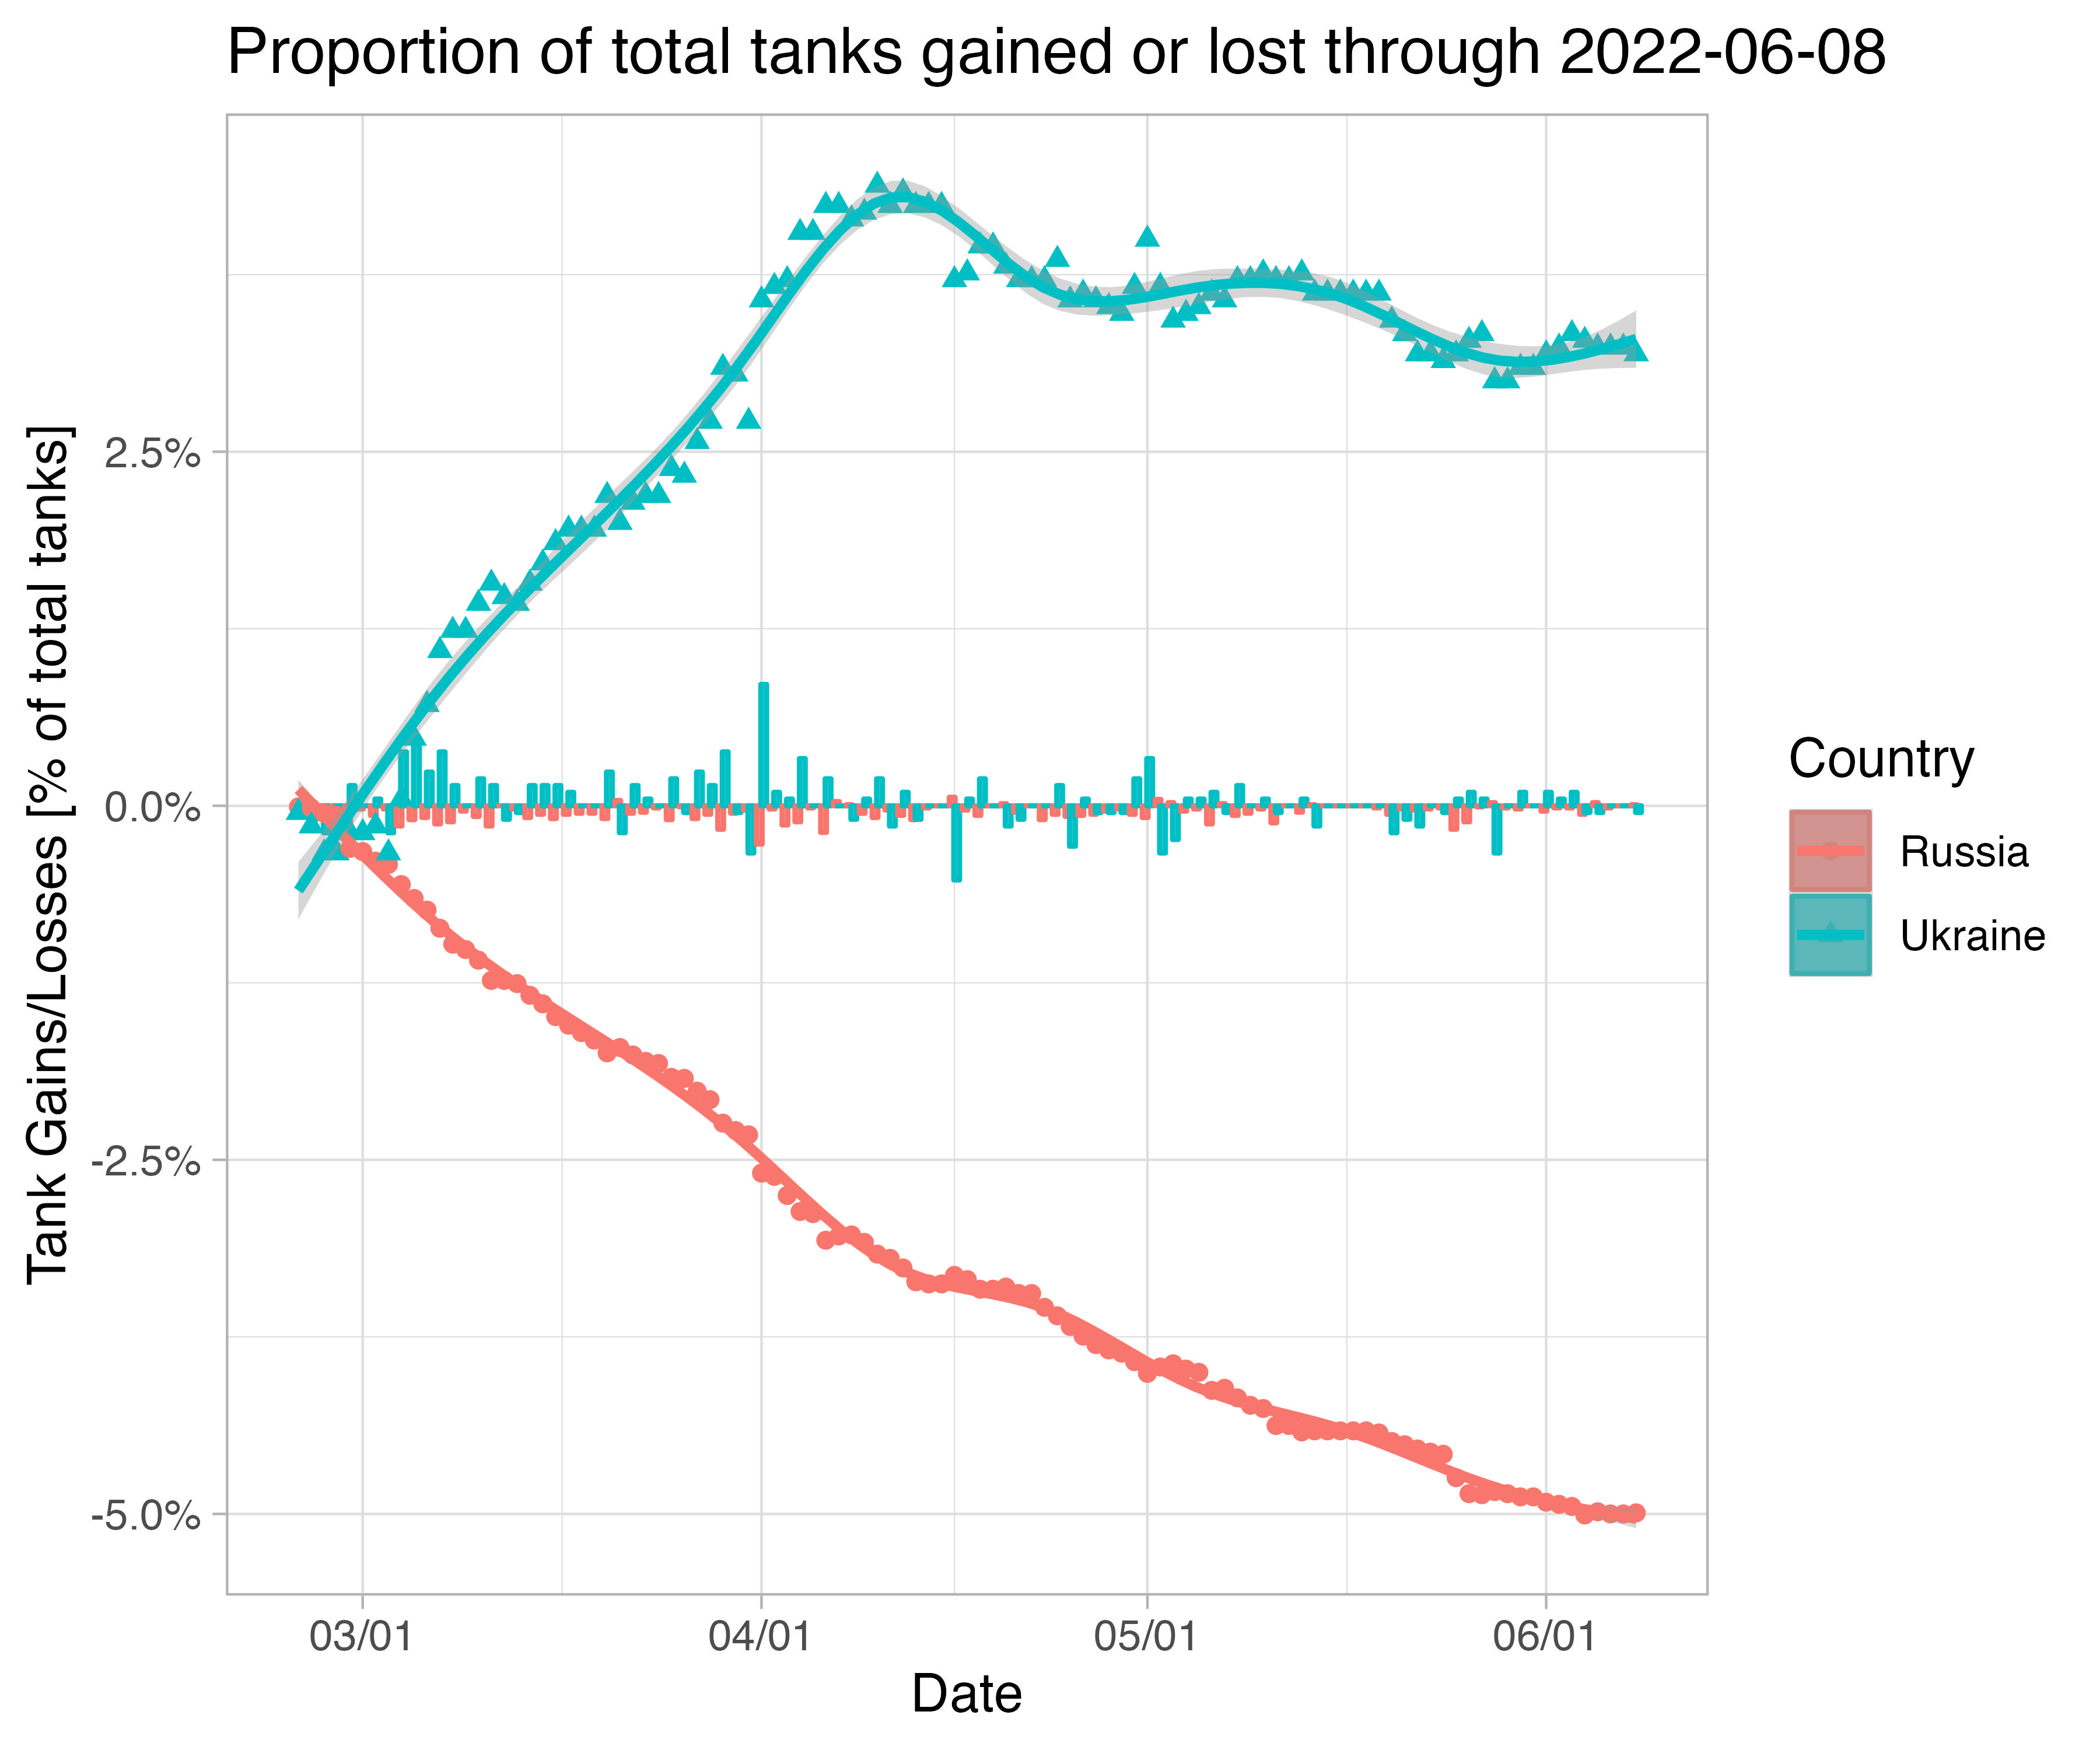 Proportion of total tanks gained or lost through 2022-06-08
Tank Gains/Losses [% of total tanks]
2.5%
0.0%
-2.5%
-5.0%
03/01
04/01
05/01
06/01
Date
Country
Russia
Ukraine